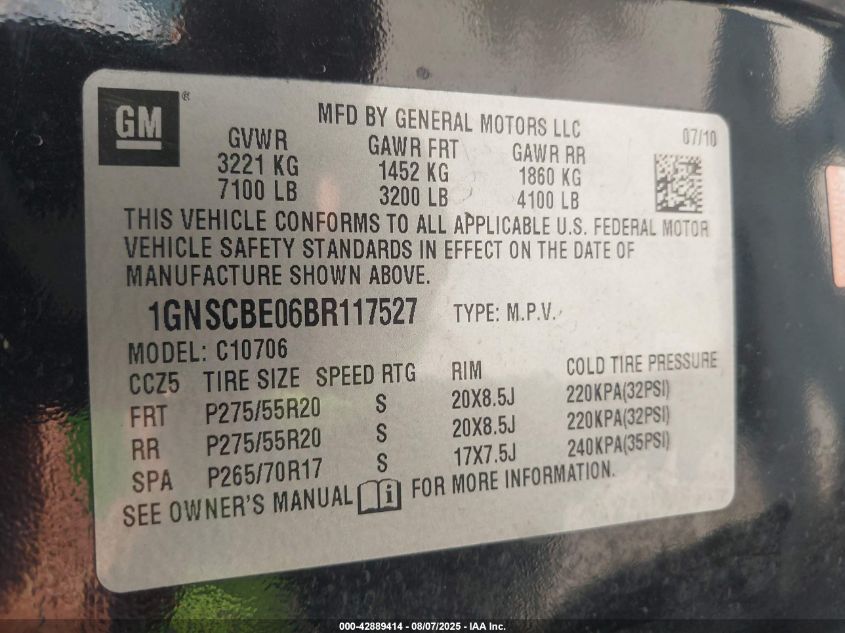 GM ®
MFD BY GENERAL MOTORS LLC
07/10
GVWR GAWR FRT GAWR RR
3221 KG 1452 KG 1860 KG
7100 LB 3200 LB 4100 LB
THIS VEHICLE CONFORMS TO ALL APPLICABLE U.S. FEDERAL MOTOR
VEHICLE SAFETY STANDARDS IN EFFECT ON THE DATE OF
MANUFACTURE SHOWN ABOVE.
1GNSCBE06BR117527 TYPE: M.P.V.
MODEL: C10706
CCZ5 TIRE SIZE SPEED RTG RIM COLD TIRE PRESSURE
FRT P275/55R20 S 20X8.5J 220KPA(32PSI)
RR P275/55R20 S 20X8.5J 220KPA(32PSI)
SPA P265/70R17 S 17X7.5J 240KPA(35PSI)
SEE OWNER'S MANUAL i FOR MORE INFORMATION.
000-42889414 - 08/07/2025 - IAA Inc.